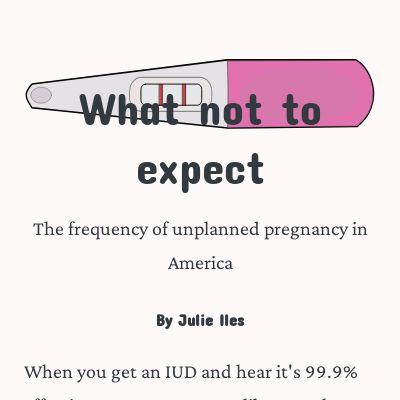 What not to
expect
The frequency of unplanned pregnancy in
America
By Julie Iles
When you get an IUD and hear it's 99.9%